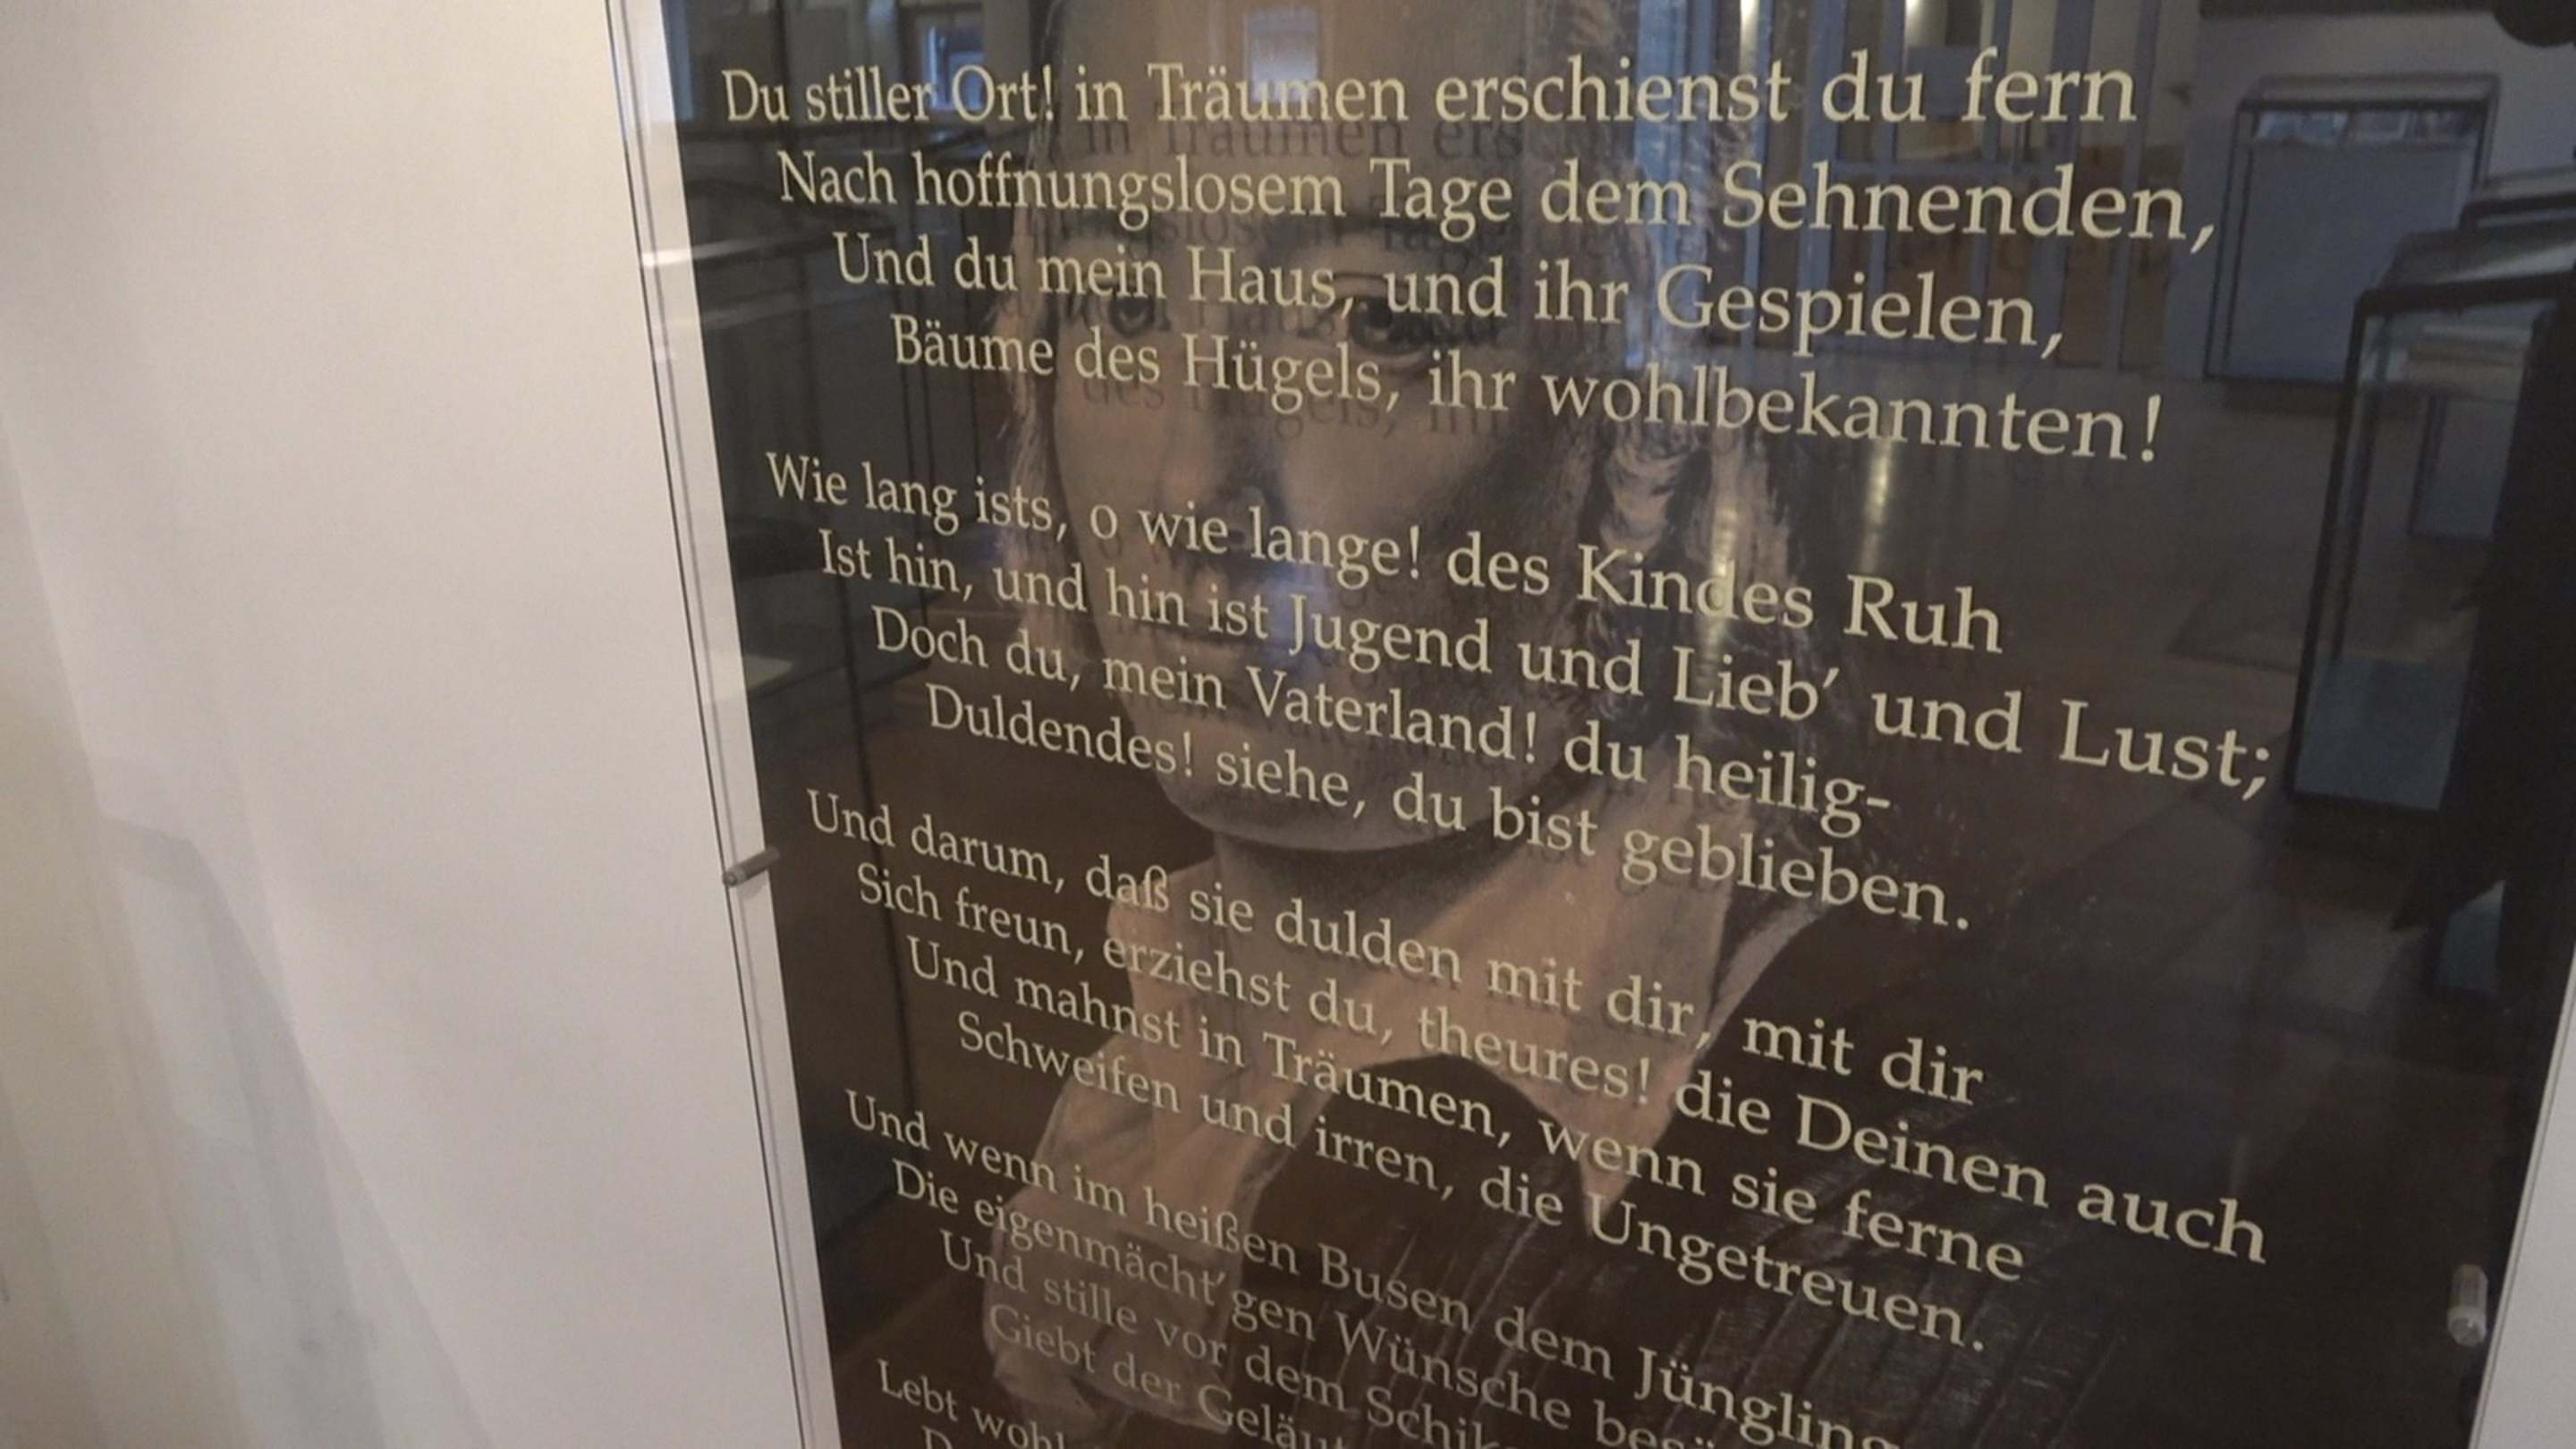 Du stiller Ort! in Träumen erschienst du fern
Nach hoffnungslosem Tage dem Sehnenden,
Und du mein Haus, und ihr Gespielen,
Bäume des Hügels, ihr wohlbekannten!
Wie lang ists, o wie lange! des Kindes Ruh
Ist hin, und hin ist Jugend und Lieb' und Lust;
Doch du, mein Vaterland! du heilig-
Duldendes! siehe, du bist geblieben.
Und darum, daß sie dulden mit dir, mit dir
Sich freun, erziehst du, theures! die Deinen auch
Und mahnst in Träumen, wenn sie ferne
Schweifen und irren, die Ungetreuen.
Und wenn im heißen Busen dem Jüngling
Die eigenmächt'gen Wünsche
Und stille vor dem
Giebt der
Lebt wohl